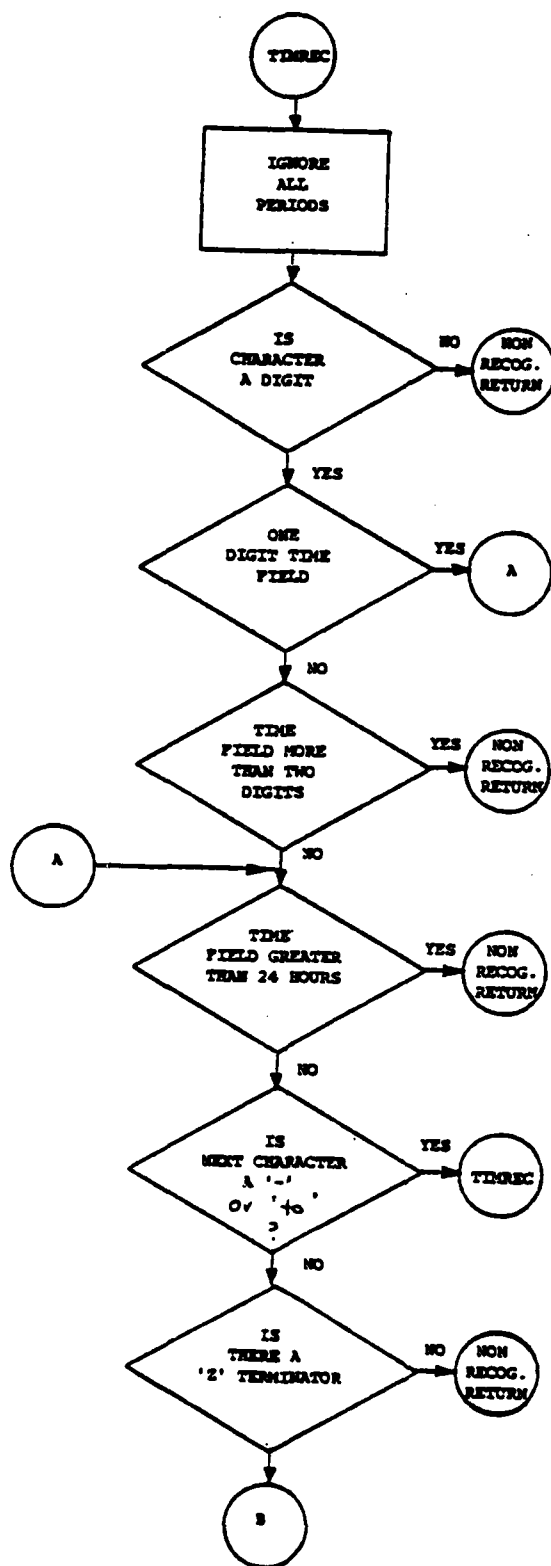 TIMREC
IGNORE
ALL
PERIODS
IS
CHARACTER
A DIGIT
NO
NON
RECOG.
RETURN
YES
ONE
DIGIT TIME
FIELD
YES
A
NO
TIME
FIELD MORE
THAN TWO
DIGITS
YES
NON
RECOG.
RETURN
NO
A
TIME
FIELD GREATER
THAN 24 HOURS
YES
NON
RECOG.
RETURN
NO
IS
NEXT CHARACTER
A '-'
Or 'to'
?
YES
TIMREC
NO
IS
THERE A
'Z' TERMINATOR
NO
NON
RECOG.
RETURN
B